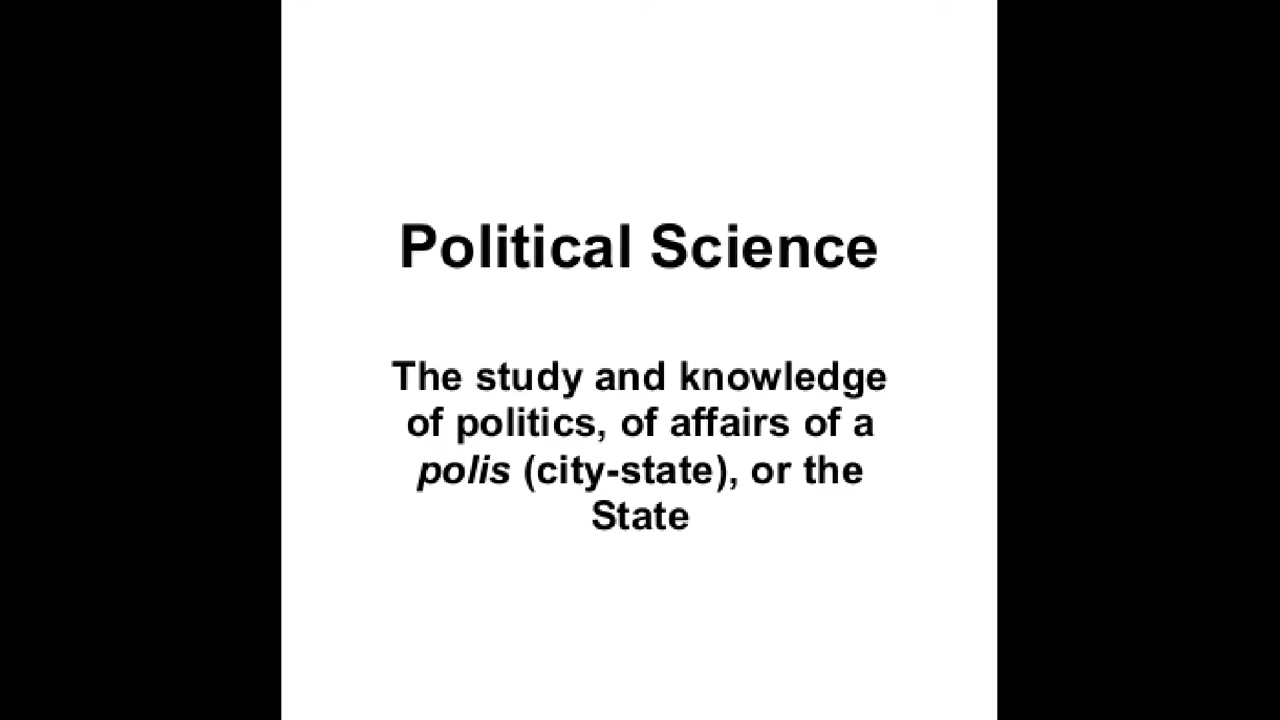 Political Science
The study and knowledge
of politics, of affairs of a
polis (city-state), or the
State